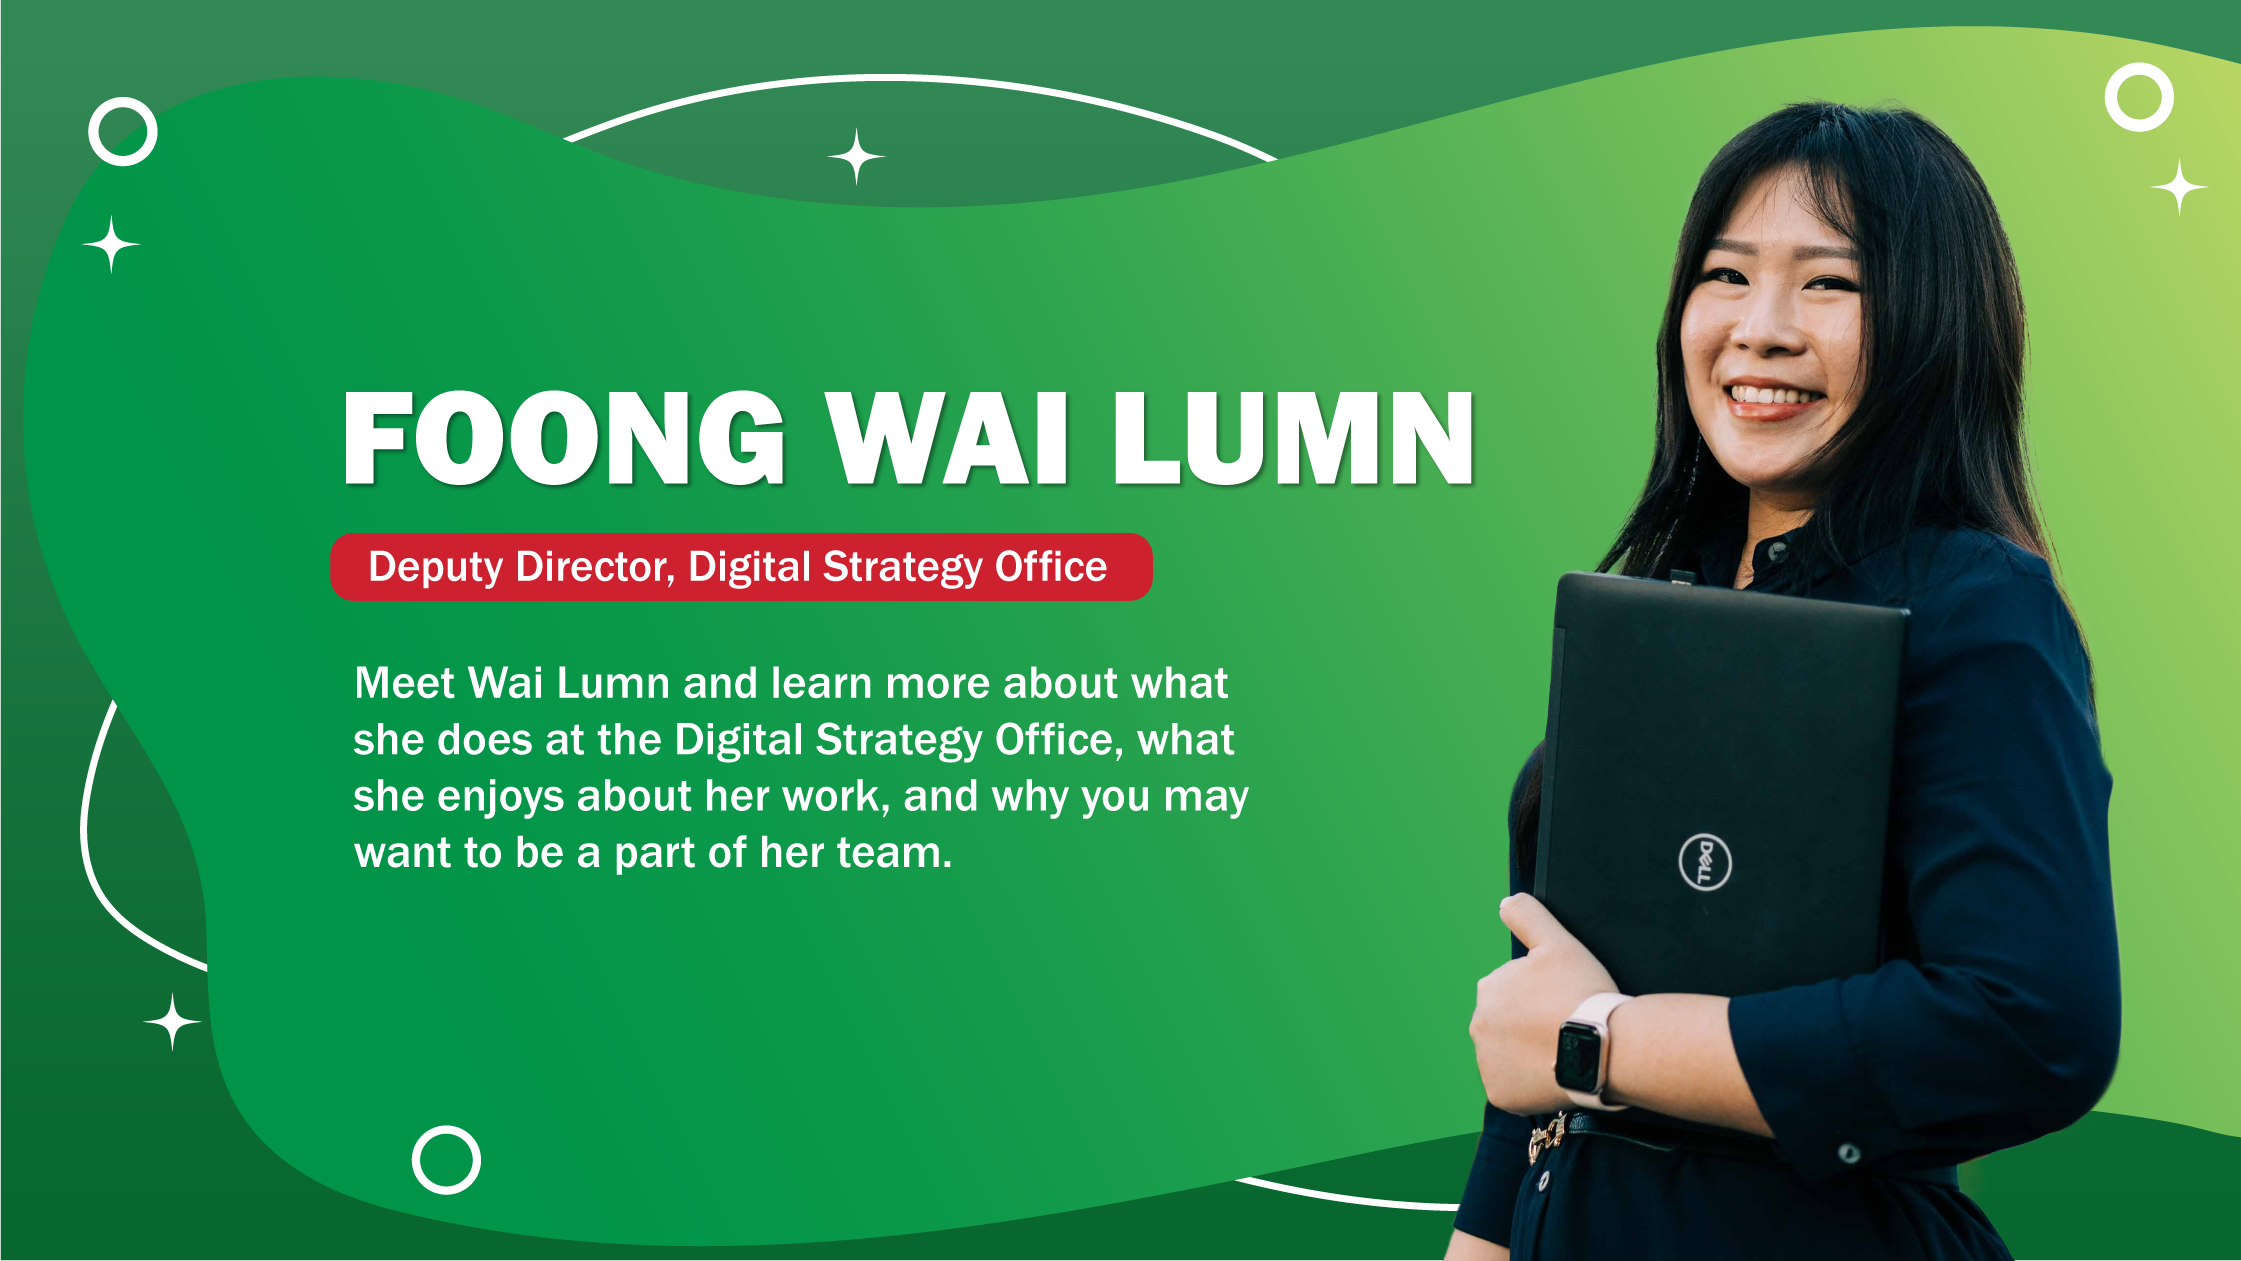 FOONG WAI LUMN
Deputy Director, Digital Strategy Office
Meet Wai Lumn and learn more about what
she does at the Digital Strategy Office, what
she enjoys about her work, and why you may
want to be a part of her team.
DELL